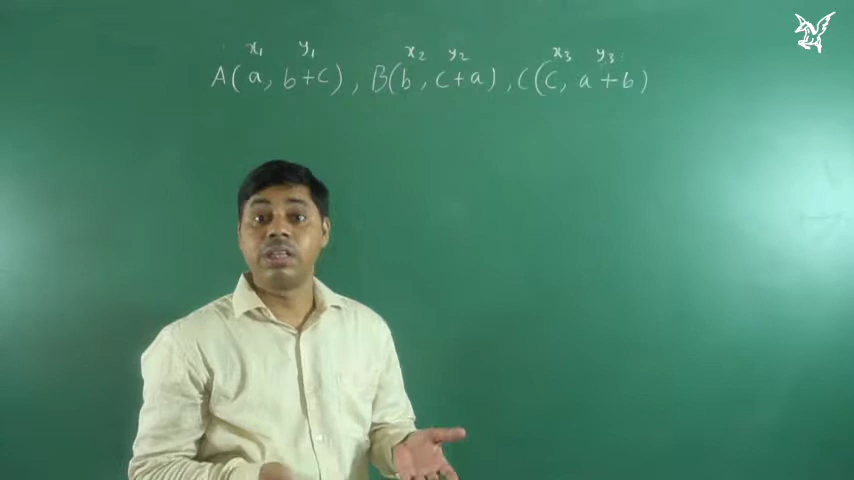 x₁ y₁ x₂ y₂ x₃ y₃
A(a, b+c), B(b, c+a), C(c, a+b)